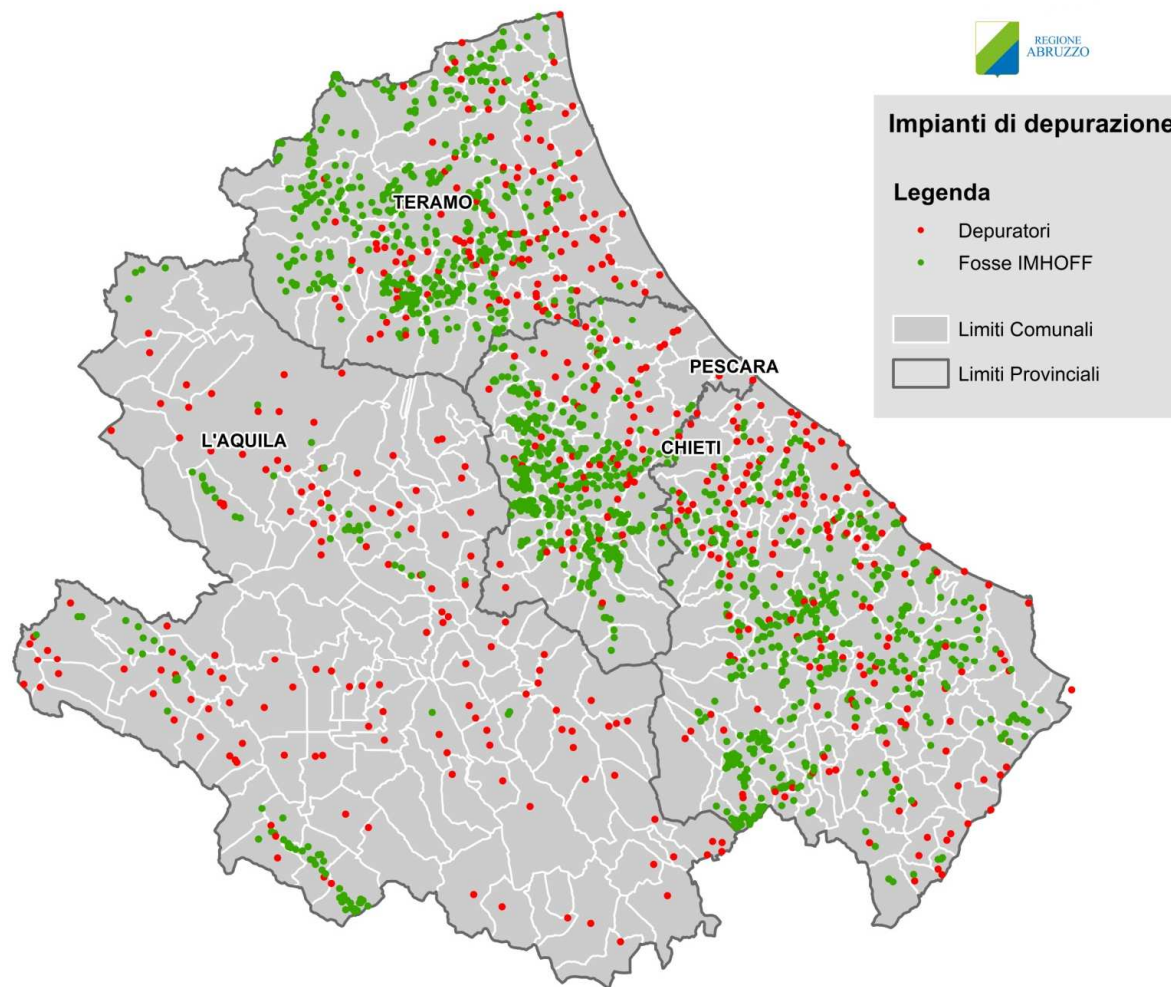 REGIONE
ABRUZZO
Impianti di depurazione
Legenda
Depuratori
Fosse IMHOFF
Limiti Comunali
Limiti Provinciali
TERAMO
PESCARA
L'AQUILA
CHIETI